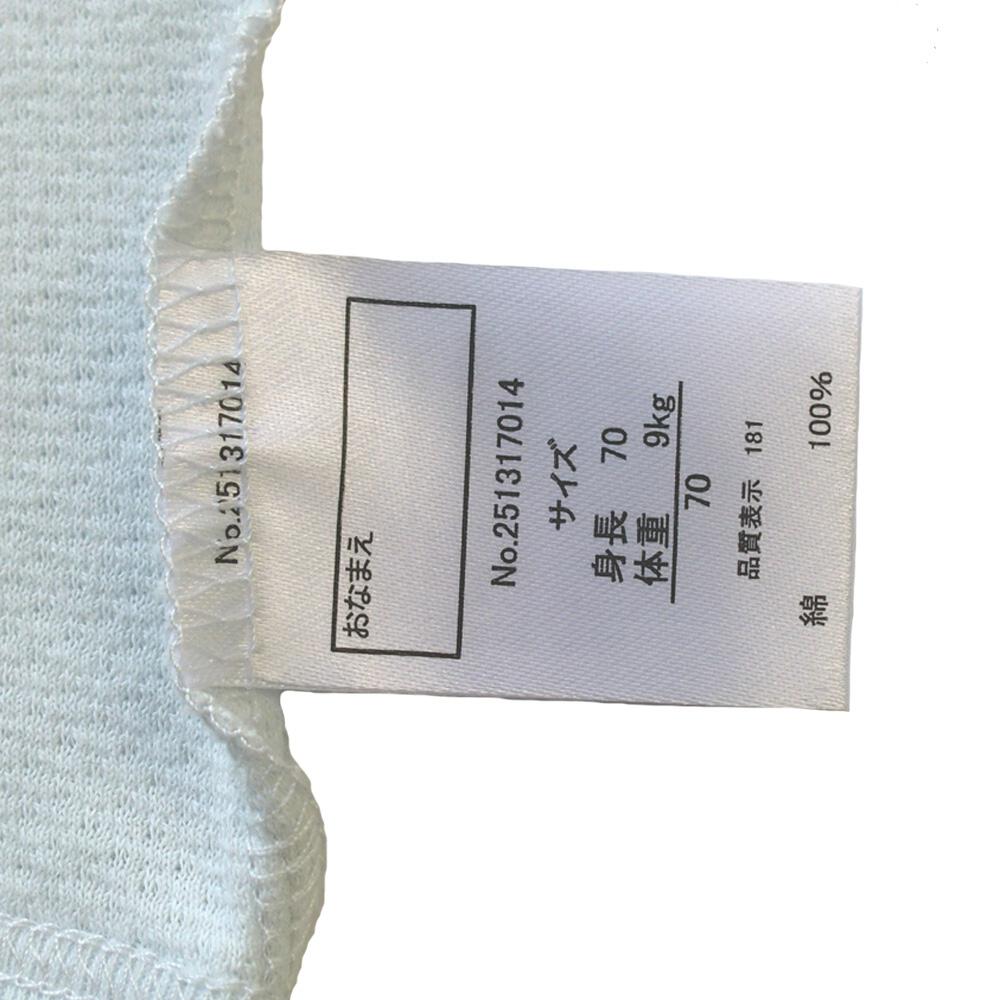 No.251317014
おなまえ
No.251317014
サイズ
身長 70
体重 9kg
70
品質表示 181
綿 100%